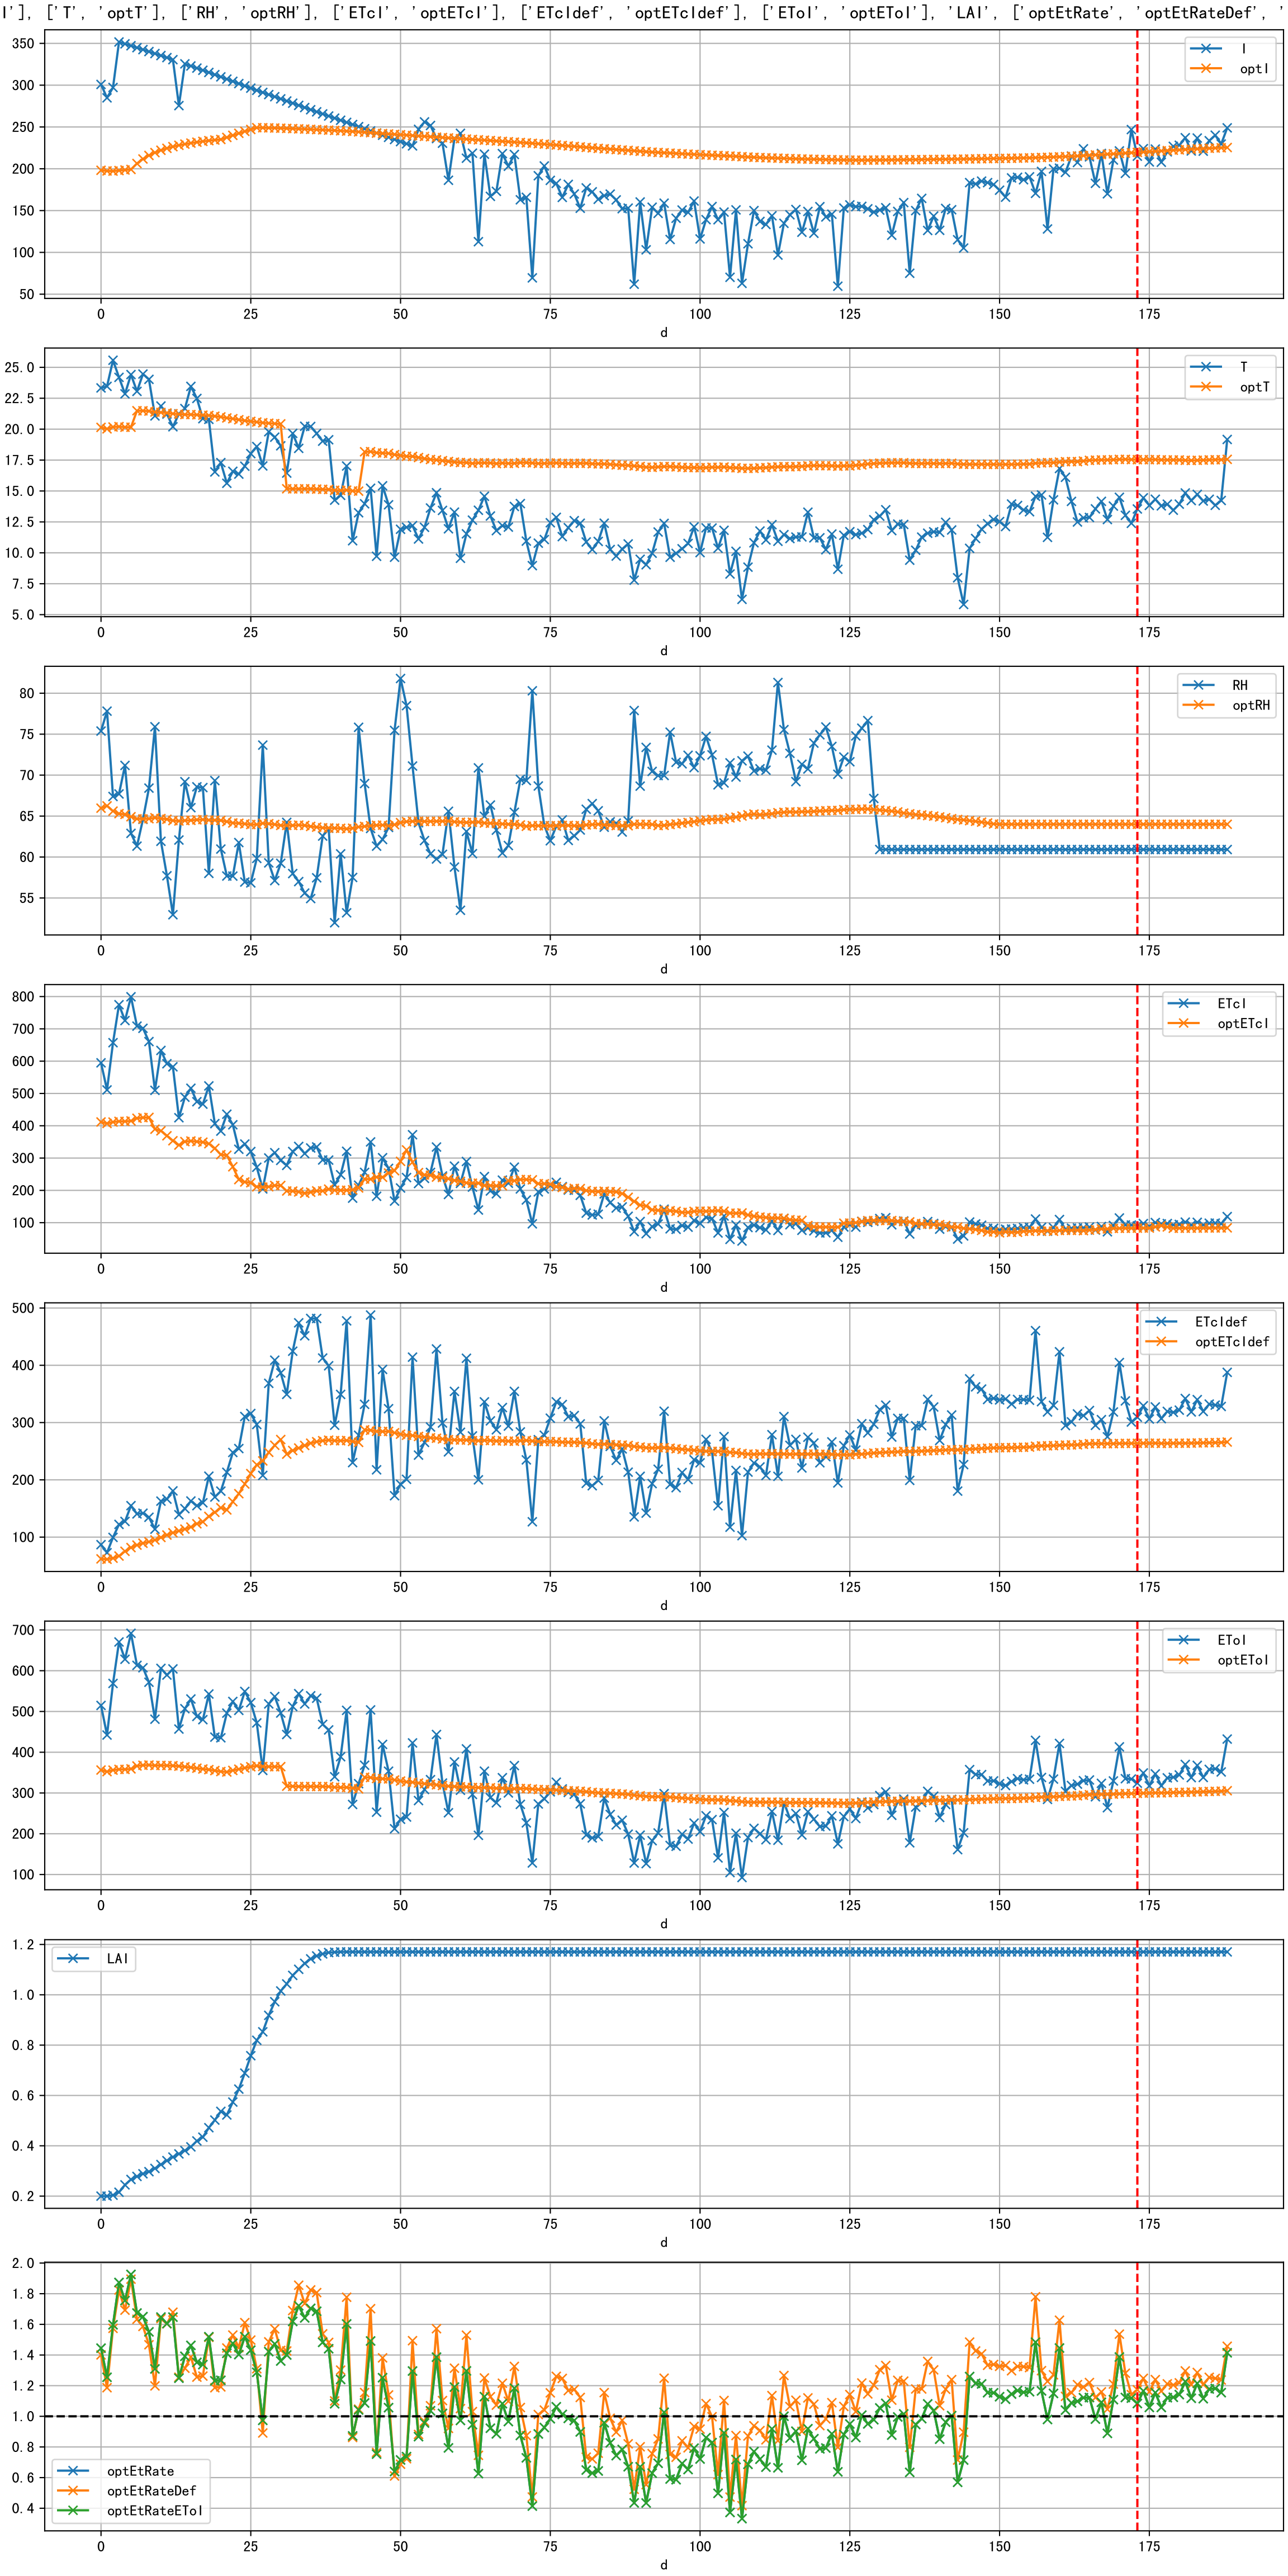 I'], ['T', 'optT'], ['RH', 'optRH'], ['ETcI', 'optETcI'], ['ETcIdef', 'optETcIdef'], ['EToI', 'optEToI'], 'LAI', ['optEtRate', 'optEtRateDef', '
350
300
250
200
150
100
50
I
optI
0 25 50 75 100 125 150 175
d
25.0
22.5
20.0
17.5
15.0
12.5
10.0
7.5
5.0
T
optT
0 25 50 75 100 125 150 175
d
80
75
70
65
60
55
RH
optRH
0 25 50 75 100 125 150 175
d
800
700
600
500
400
300
200
100
ETcI
optETcI
0 25 50 75 100 125 150 175
d
500
400
300
200
100
ETcIdef
optETcIdef
0 25 50 75 100 125 150 175
d
700
600
500
400
300
200
100
EToI
optEToI
0 25 50 75 100 125 150 175
d
1.2
1.0
0.8
0.6
0.4
0.2
LAI
0 25 50 75 100 125 150 175
d
2.0
1.8
1.6
1.4
1.2
1.0
0.8
0.6
0.4
optEtRate
optEtRateDef
optEtRateEToI
0 25 50 75 100 125 150 175
d